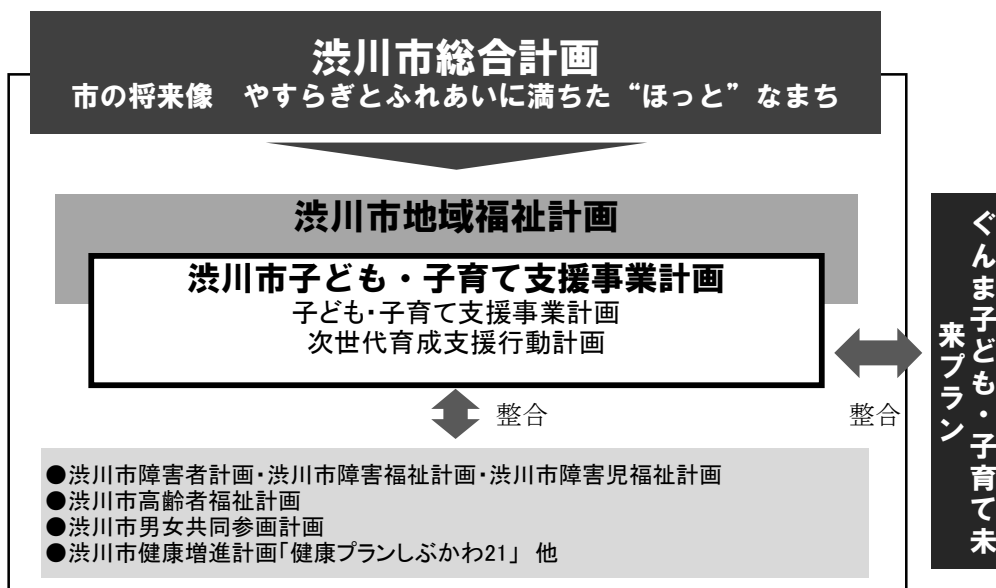 渋川市総合計画
市の将来像　やすらぎとふれあいに満ちた“ほっと”なまち
渋川市地域福祉計画
渋川市子ども・子育て支援事業計画
子ども・子育て支援事業計画
次世代育成支援行動計画
整合
整合
●渋川市障害者計画・渋川市障害福祉計画・渋川市障害児福祉計画
●渋川市高齢者福祉計画
●渋川市男女共同参画計画
●渋川市健康増進計画「健康プランしぶかわ21」 他
ぐんま子ども・子育て未
来プラン